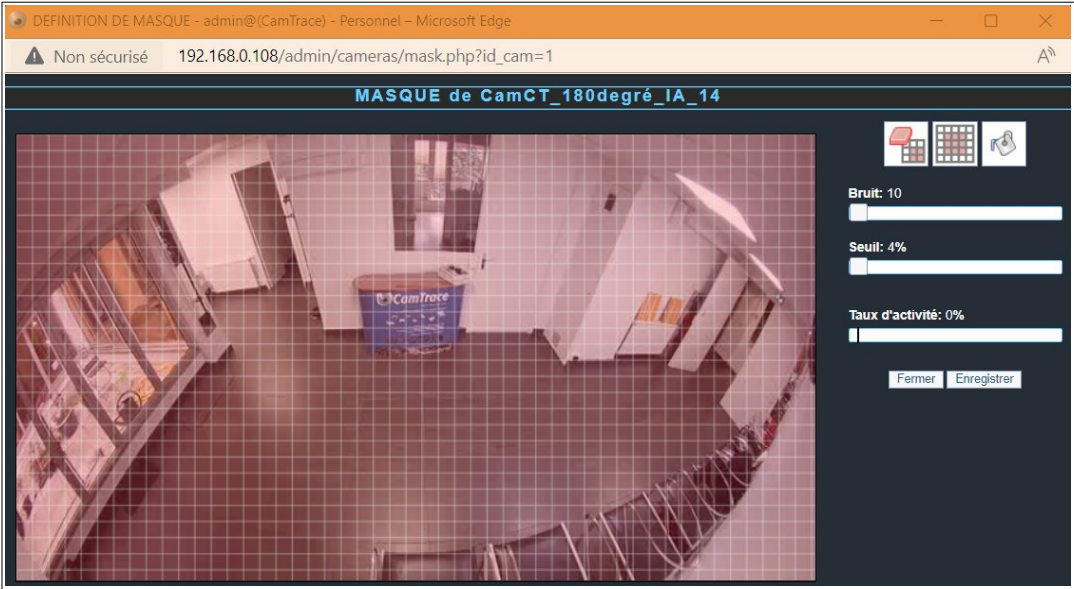 DEFINITION DE MASQUE - admin@(CamTrace) - Personnel – Microsoft Edge
Non sécurisé 192.168.0.108/admin/cameras/mask.php?id_cam=1
MASQUE de CamCT_180degré_IA_14
Bruit: 10
Seuil: 4%
CamTrace
Taux d'activité: 0%
Fermer Enregistrer